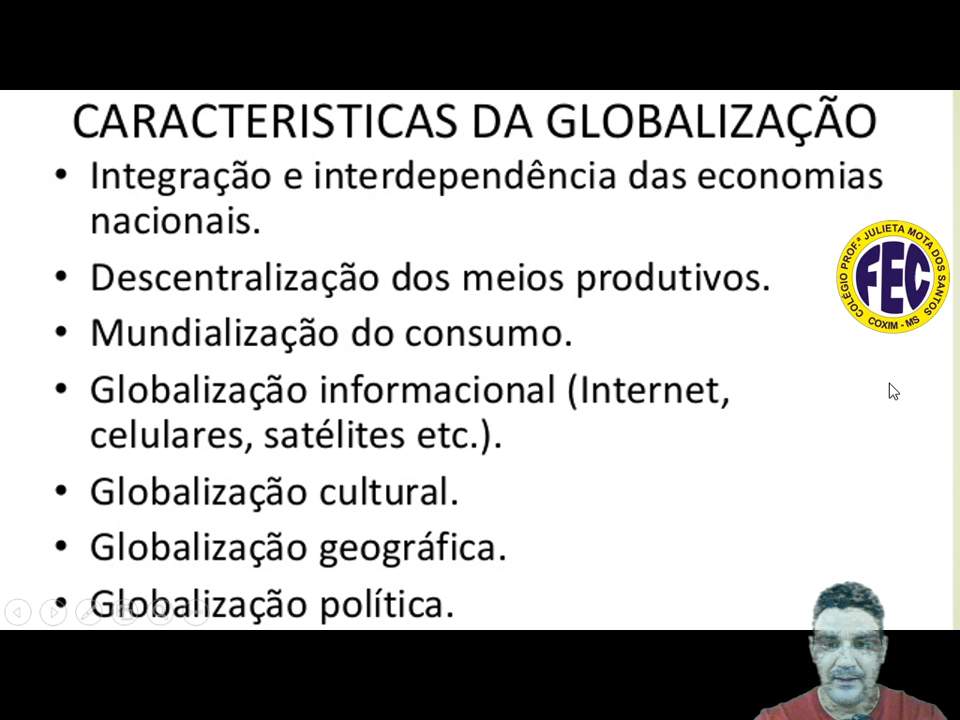 CARACTERISTICAS DA GLOBALIZAÇÃO
• Integração e interdependência das economias
nacionais.
• Descentralização dos meios produtivos.
• Mundialização do consumo.
• Globalização informacional (Internet,
celulares, satélites etc.).
• Globalização cultural.
• Globalização geográfica.
• Globalização política.
COLÉGIO PROF.ª JULIETA MOTA DOS SANTOS
FEC
COXIM - MS